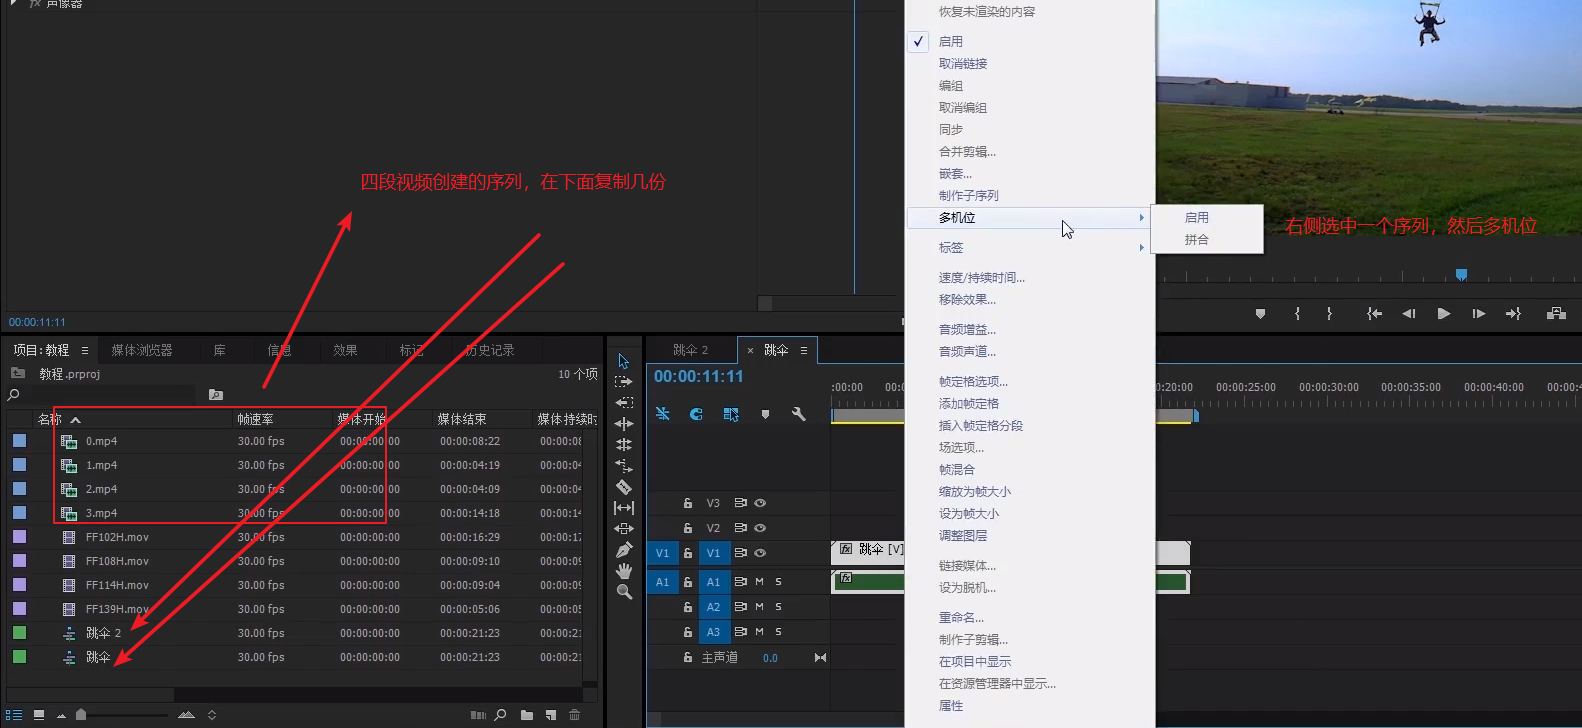 fx 声像器
四段视频创建的序列，在下面复制几份
00:00:11:11
恢复未渲染的内容
启用
取消链接
编组
取消编组
同步
合并剪辑...
嵌套...
制作子序列
多机位
标签
速度/持续时间...
移除效果...
音频增益...
音频声道...
帧定格选项...
添加帧定格
插入帧定格分段
场选项...
帧混合
缩放为帧大小
设为帧大小
调整图层
链接媒体...
设为脱机...
重命名...
制作子剪辑...
在项目中显示
在资源管理器中显示...
属性
启用
拼合
右侧选中一个序列，然后多机位
项目: 教程 媒体浏览器 库 信息 效果 标记 历史记录
教程.prproj 10 个项
名称 帧速率 媒体开始 媒体结束 媒体持续时
0.mp4 30.00 fps 00:00:00:00 00:00:08:22 00:00:08
1.mp4 30.00 fps 00:00:00:00 00:00:04:19 00:00:04
2.mp4 30.00 fps 00:00:00:00 00:00:04:09 00:00:04
3.mp4 30.00 fps 00:00:00:00 00:00:14:18 00:00:14
FF102H.mov 30.00 fps 00:00:00:00 00:00:16:29 00:00:17
FF108H.mov 30.00 fps 00:00:00:00 00:00:09:10 00:00:09
FF114H.mov 30.00 fps 00:00:00:00 00:00:09:04 00:00:09
FF139H.mov 30.00 fps 00:00:00:00 00:00:05:06 00:00:05
跳伞 2 30.00 fps 00:00:00:00 00:00:21:23 00:00:21
跳伞 30.00 fps 00:00:00:00 00:00:21:23 00:00:21
跳伞 2 × 跳伞
00:00:11:11
:00:00 00:0 0:20:00 00:00:25:00 00:00:30:00 00:00:35:00 00:00:40:00 00:00:4
V3
V2
V1 V1 fx 跳伞 [V]
A1 A1 M S fx
A2 M S
A3 M S
主声道 0.0